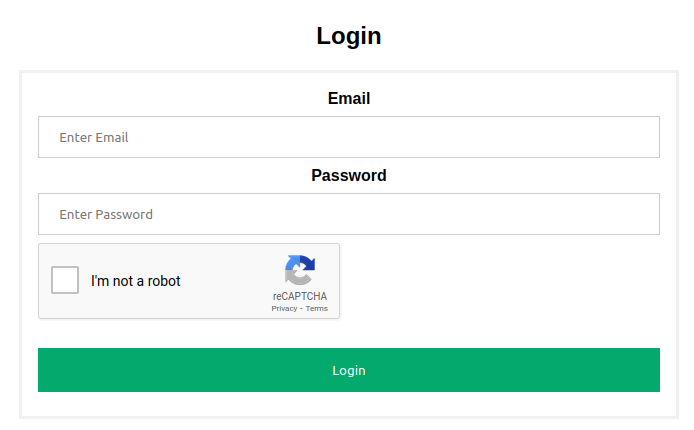 Login
Email
Enter Email
Password
Enter Password
I'm not a robot
reCAPTCHA
Privacy - Terms
Login